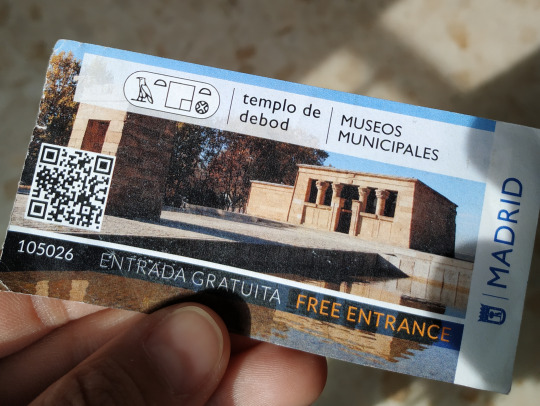 templo de
debod
MUSEOS
MUNICIPALES
MADRID
105026
ENTRADA GRATUITA
FREE ENTRANCE